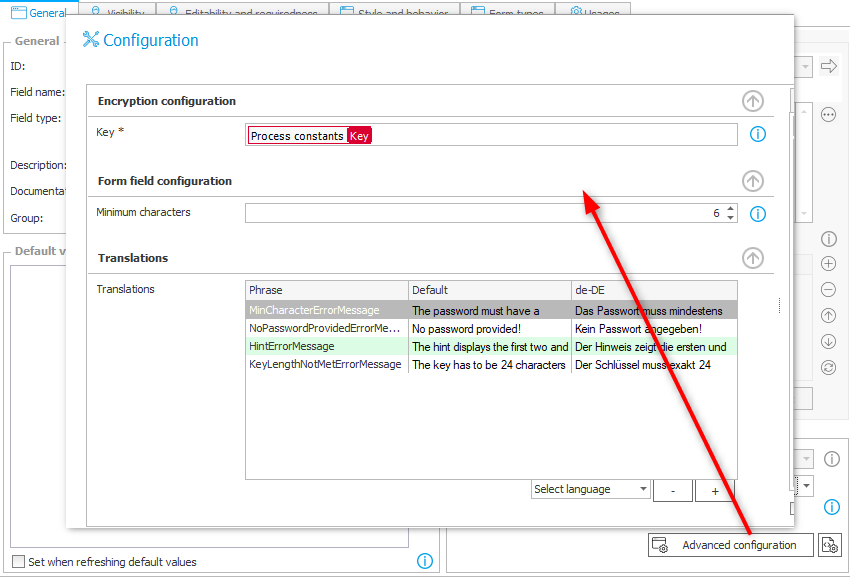 General
Visibility
Editability and requiredness
Style and behavior
Form types
Usages
General
ID:
Field name:
Field type:
Description:
Group:
Default v
Configuration
Encryption configuration
Key *
Process constants Key
Form field configuration
Minimum characters
6
Translations
Translations
Phrase Default de-DE
MinCharacterErrorMessage The password must have a Das Passwort muss mindestens
NoPasswordProvidedErrorMe... No password provided! Kein Passwort angegeben!
HintErrorMessage The hint displays the first two and Der Hinweis zeigt die ersten und
KeyLengthNotMetErrorMessage The key has to be 24 characters Der Schlüssel muss exakt 24
Select language - +
Set when refreshing default values
Advanced configuration